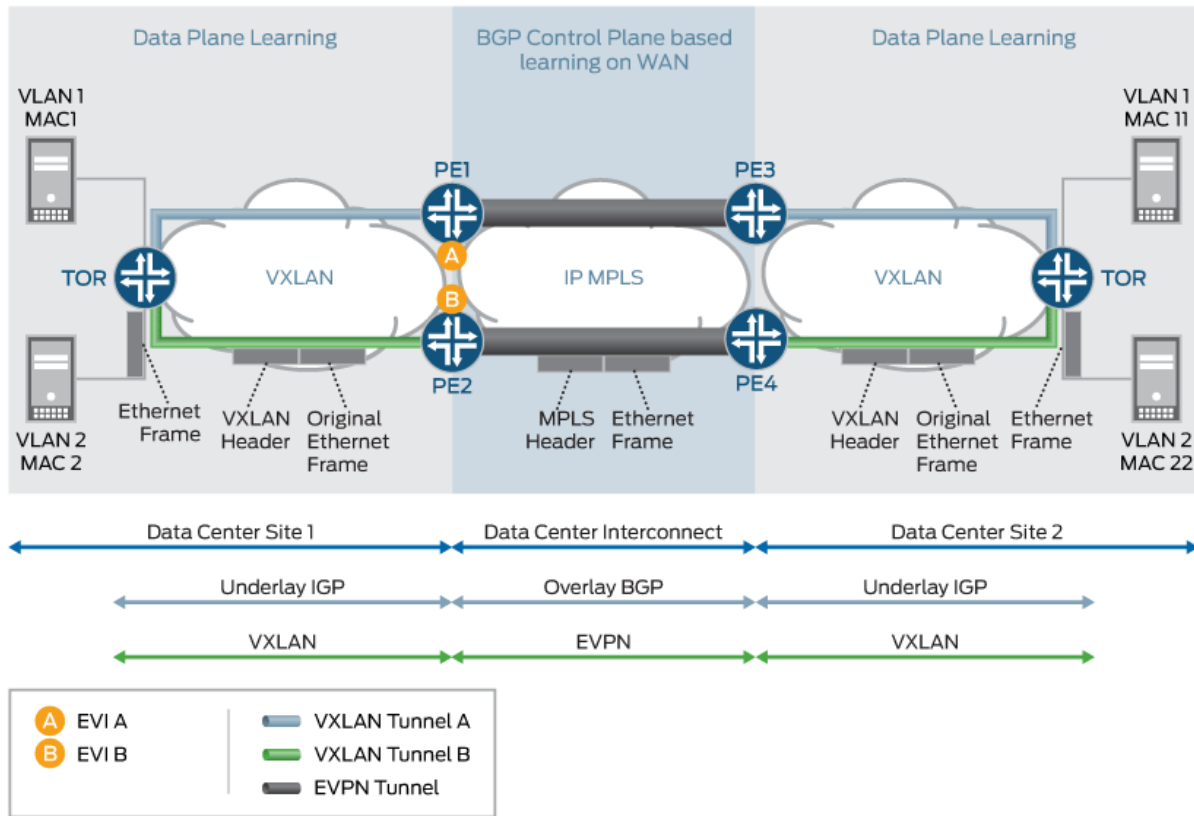 Data Plane Learning
BGP Control Plane based
learning on WAN
Data Plane Learning
VLAN 1
MAC1
VLAN 1
MAC 11
PE1
PE3
TOR
VXLAN
A
B
IP MPLS
VXLAN
TOR
PE2
PE4
VLAN 2
MAC 2
Ethernet
Frame
VXLAN
Header
Original
Ethernet
Frame
MPLS
Header
Ethernet
Frame
VXLAN
Header
Original
Ethernet
Frame
Ethernet
Frame
VLAN 2
MAC 22
Data Center Site 1
Data Center Interconnect
Data Center Site 2
Underlay IGP
Overlay BGP
Underlay IGP
VXLAN
EVPN
VXLAN
A EVI A
B EVI B
VXLAN Tunnel A
VXLAN Tunnel B
EVPN Tunnel